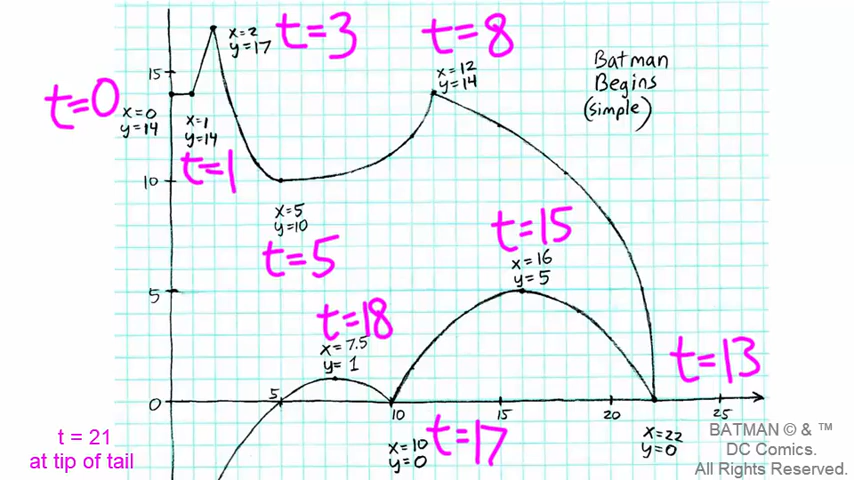 x=2
y=17
t=3
t=8
x=12
y=14
Batman
Begins
(simple)
15
t=0
x=0
y=14
x=1
y=14
t=1
10
x=5
y=10
t=5
t=15
x=16
y=5
5
t=18
x=7.5
y=1
t=13
5
0
10
15
20
25
t=17
x=10
y=0
x=22
y=0
t = 21
at tip of tail
BATMAN © & ™
DC Comics.
All Rights Reserved.